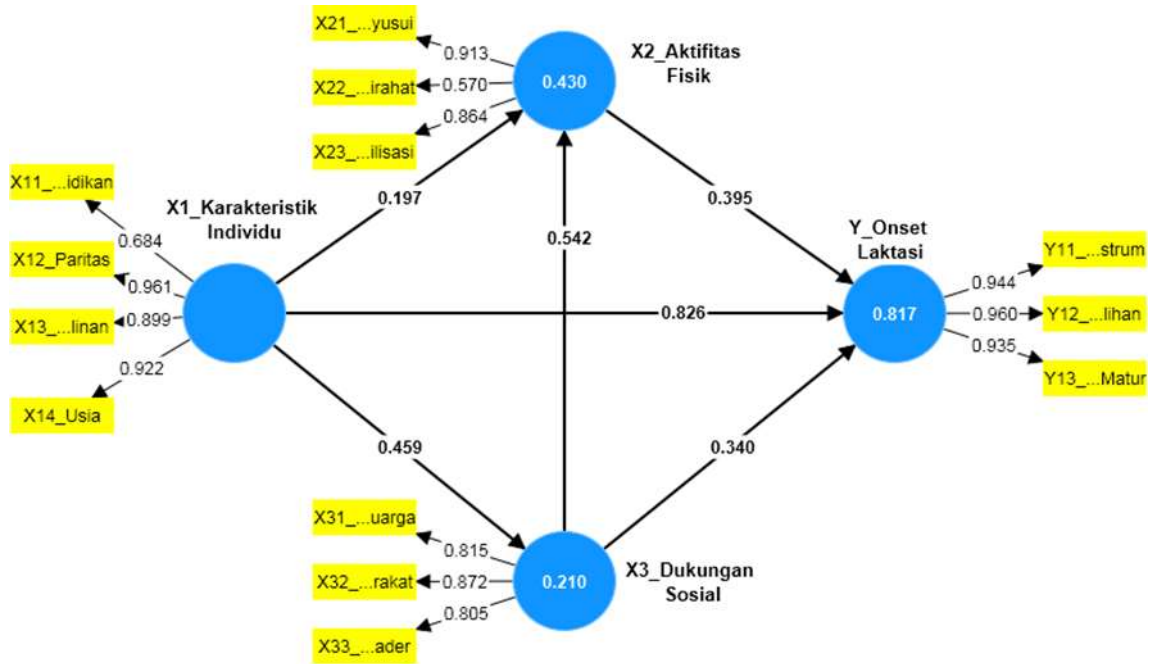 X21_...yusui
X22_...irahat
X23_...ilisasi
0.913
0.570
0.864
0.430
X2_Aktifitas
Fisik
X11_...idikan
X12_Paritas
X13_...linan
X14_Usia
0.684
0.961
0.899
0.922
X1_Karakteristik
Individu
0.197
0.542
0.395
0.826
0.459
0.340
Y_Onset
Laktasi
0.817
0.944
0.960
0.935
Y11_...strum
Y12_...lihan
Y13_...Matur
X31_...uarga
X32_...rakat
X33_...ader
0.815
0.872
0.805
0.210
X3_Dukungan
Sosial